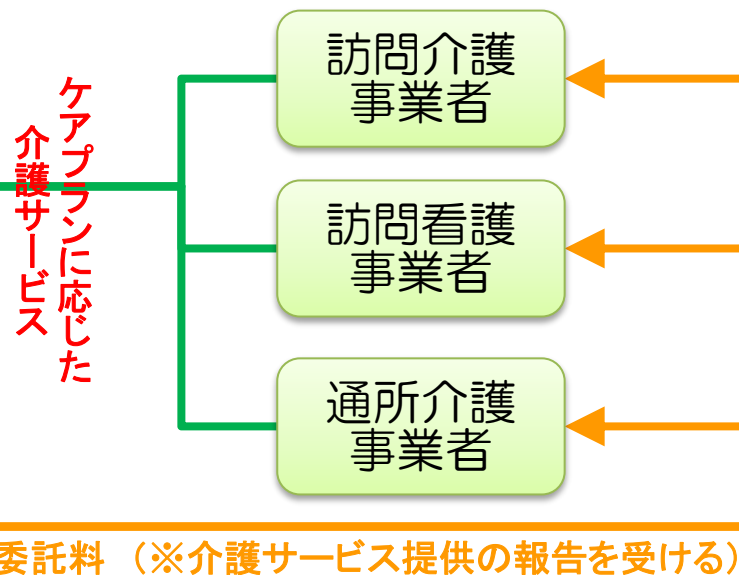 訪問介護
事業者
ケアプランに応じた
介護サービス
訪問看護
事業者
通所介護
事業者
委託料 (※介護サービス提供の報告を受ける)